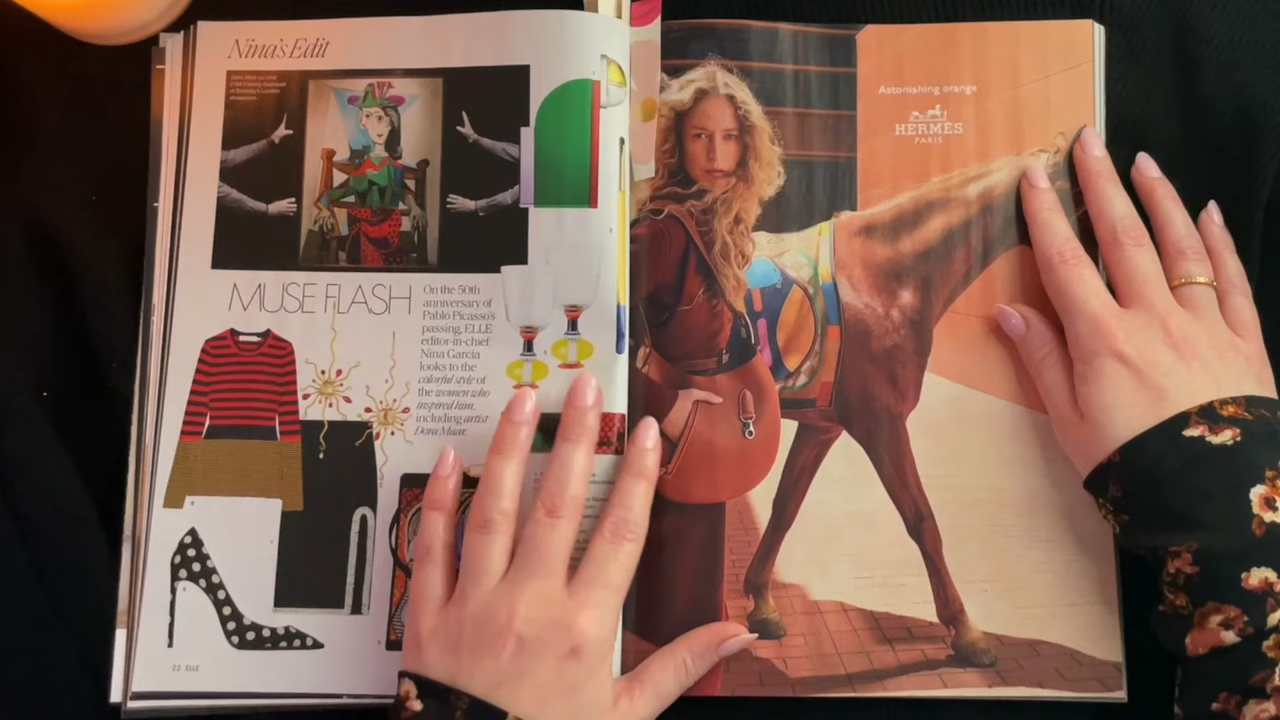 Nina's Edit
MUSE FLASH
On the 50th
anniversary of
Pablo Picasso's
passing, ELLE
editor-in-chief
Nina Garcia
looks to the
colorful style of
the women who
inspired him,
including artist
Dora Maar.
22 ELLE
Astonishing orange
HERMÈS
PARIS